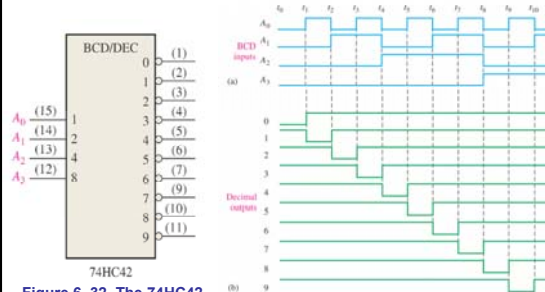 BCD/DEC
0 (1)
1 (2)
2 (3)
3 (4)
4 (5)
5 (6)
6 (7)
7 (9)
8 (10)
9 (11)
A₀ (15) 1
A₁ (14) 2
A₂ (13) 4
A₃ (12) 8
74HC42
Figure 6–32 The 74HC42
t₀ t₁ t₂ t₃ t₄ t₅ t₆ t₇ t₈ t₉ t₁₀
A₀
A₁
BCD
inputs
A₂
(a) A₃
0
1
2
3
4
Decimal
outputs
5
6
7
8
(b) 9